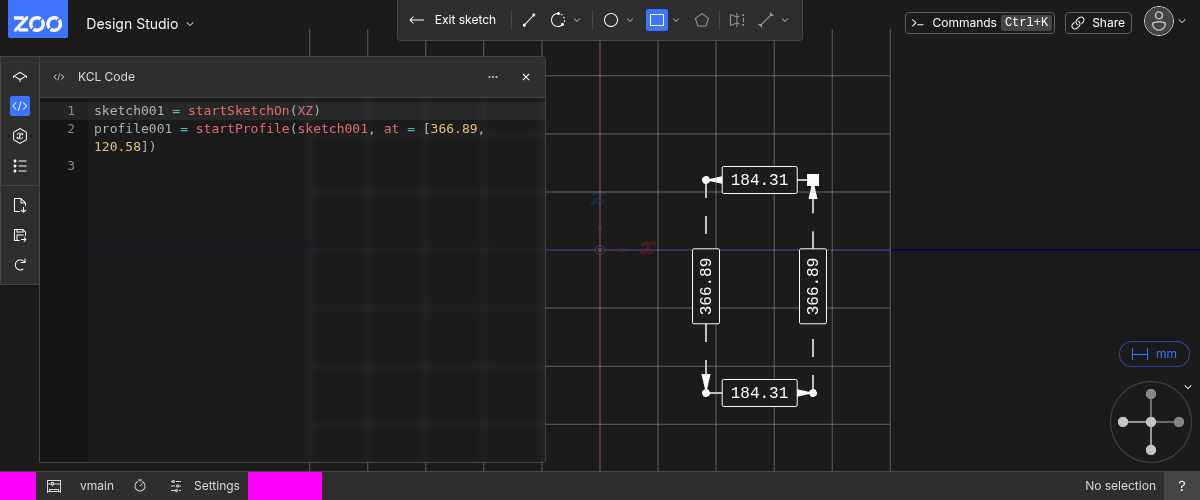 ZOO
Design Studio
Exit sketch
Commands Ctrl+K
Share
KCL Code
1 sketch001 = startSketchOn(XZ)
2 profile001 = startProfile(sketch001, at = [366.89,
120.58])
3
184.31
366.89
366.89
184.31
z
x
mm
vmain
Settings
No selection
?